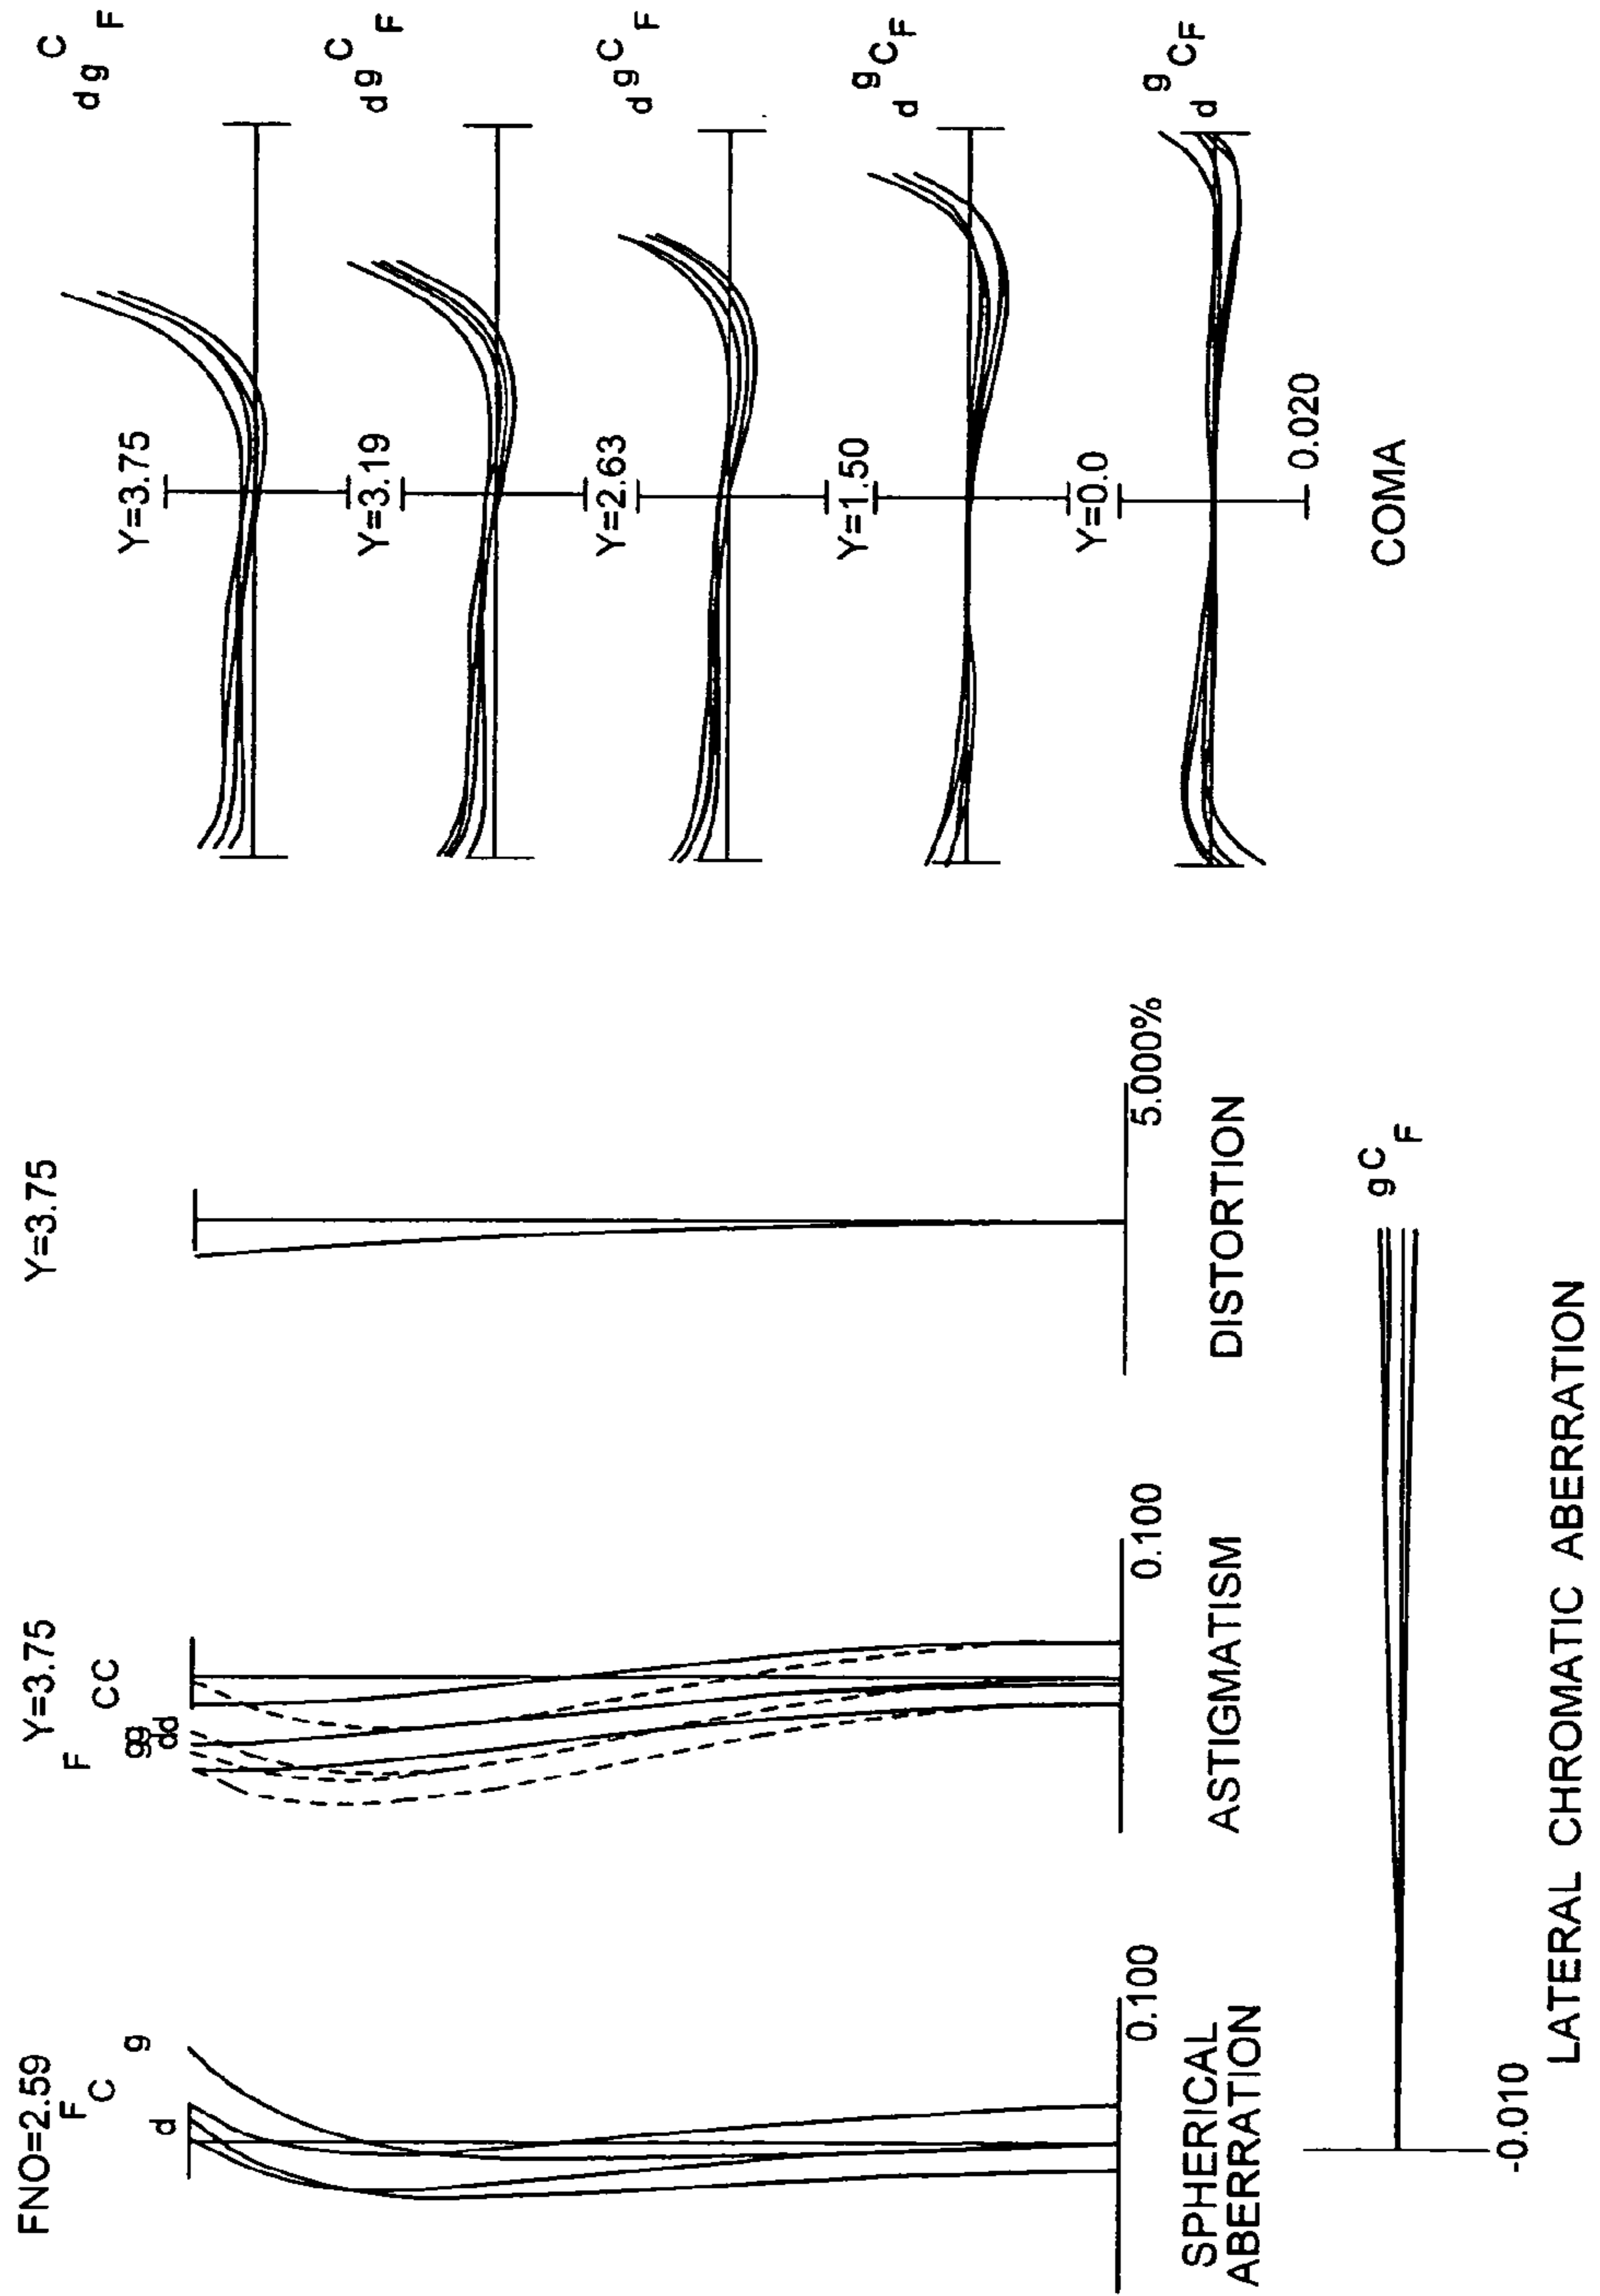 FNO=2.59
F
C
g
d
0.100
SPHERICAL
ABERRATION
Y=3.75
F
CC
gg
dd
0.100
ASTIGMATISM
Y=3.75
5.000%
DISTORTION
Y=3.75
d g C F
Y=3.19
d g C F
Y=2.63
d g C F
Y=1.50
d g C F
Y=0.0
d g C F
0.020
COMA
g C F
-0.010
LATERAL CHROMATIC ABERRATION